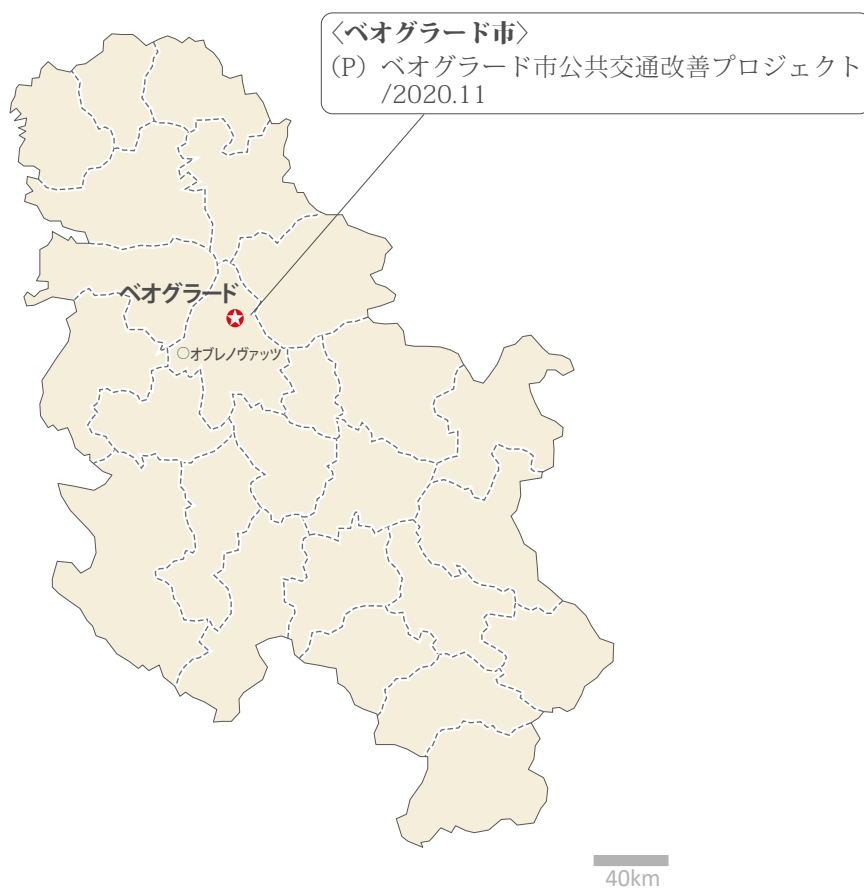 〈ベオグラード市〉
(P) ベオグラード市公共交通改善プロジェクト
/2020.11
ベオグラード
○オブレノヴァッツ
40km